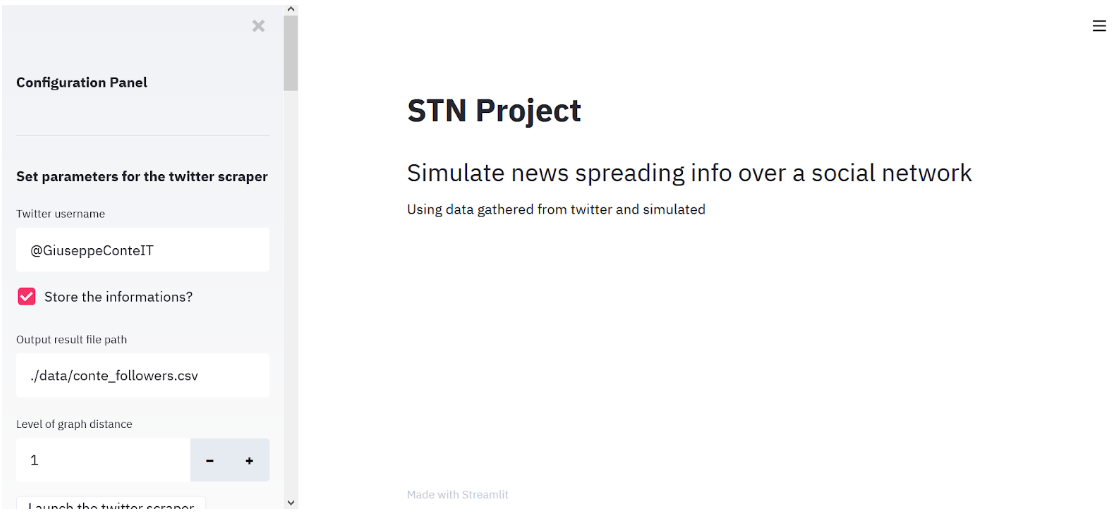 Configuration Panel
Set parameters for the twitter scraper
Twitter username
@GiuseppeConteIT
Store the informations?
Output result file path
./data/conte_followers.csv
Level of graph distance
1
Launch the twitter scraper
STN Project
Simulate news spreading info over a social network
Using data gathered from twitter and simulated
Made with Streamlit